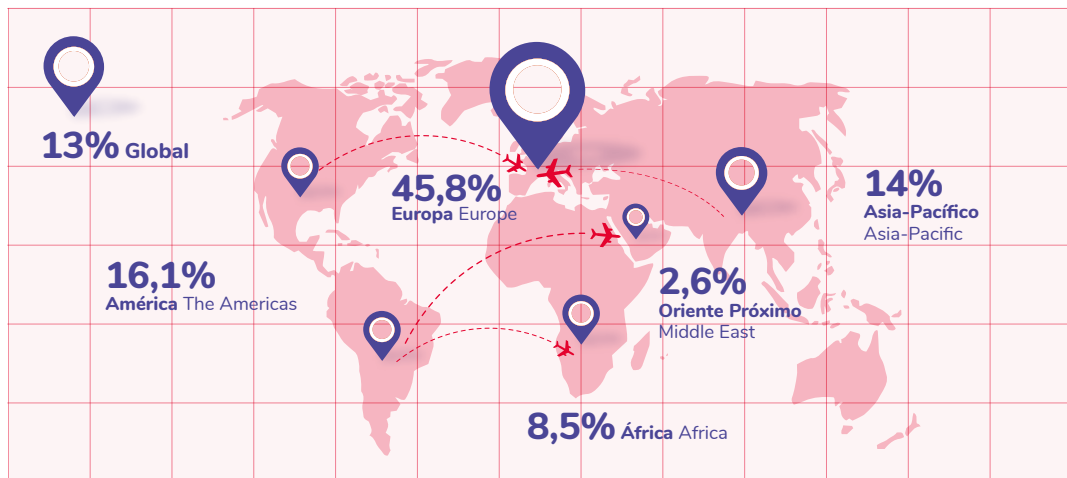 13% Global
45,8%
Europa Europe
14%
Asia-Pacífico
Asia-Pacific
16,1%
América The Americas
2,6%
Oriente Próximo
Middle East
8,5% África Africa